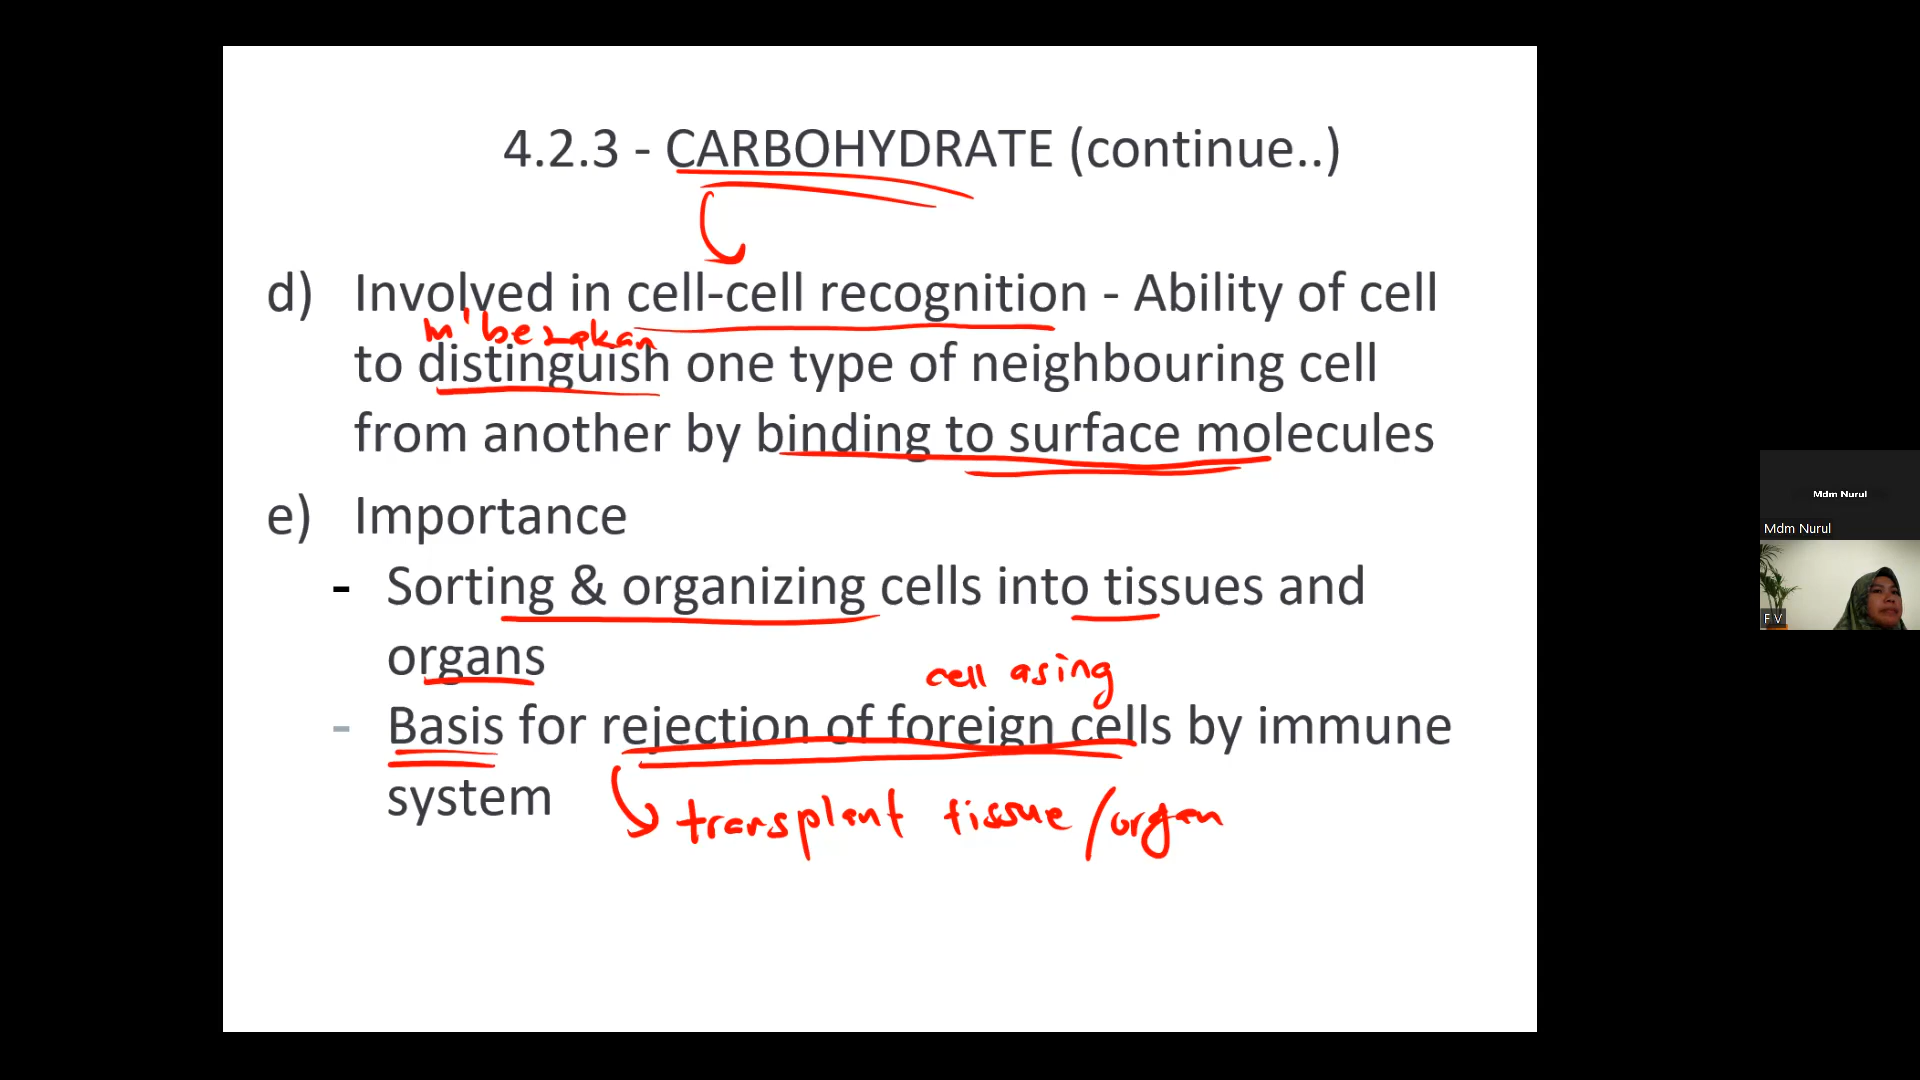 4.2.3 - CARBOHYDRATE (continue..)
d) Involved in cell-cell recognition - Ability of cell
m'bezakan
to distinguish one type of neighbouring cell
from another by binding to surface molecules
e) Importance
- Sorting & organizing cells into tissues and
organs
cell asing
- Basis for rejection of foreign cells by immune
system
transplant tissue/organ
Mdm Nurul
Mdm Nurul
F V